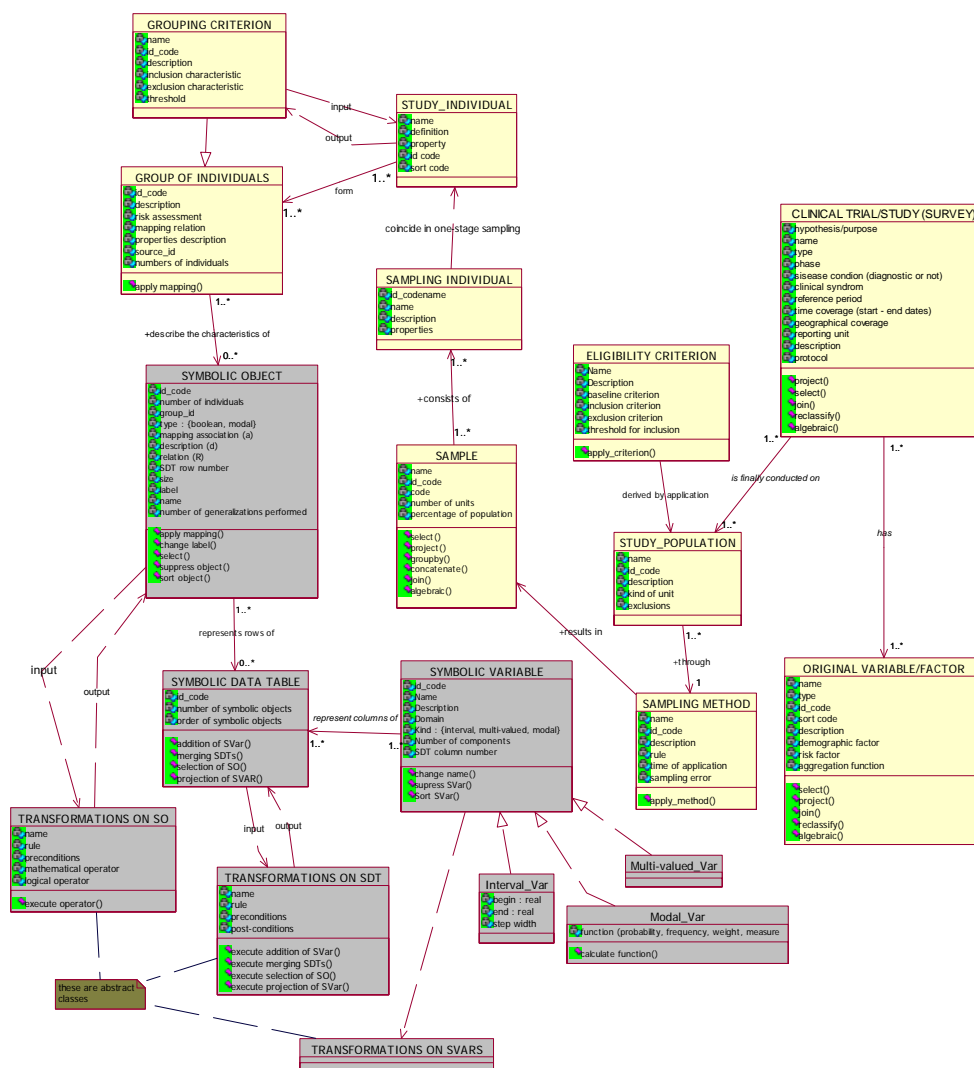 GROUPING CRITERION
name
id_code
description
inclusion characteristic
exclusion characteristic
threshold
input
output
STUDY_INDIVIDUAL
name
definition
property
id code
sort code
1..*
form
1..*
GROUP OF INDIVIDUALS
id_code
description
risk assessment
mapping relation
properties description
source_id
numbers of individuals
apply mapping()
1..*
+describe the characteristics of
0..*
coincide in one-stage sampling
SAMPLING INDIVIDUAL
id_codename
name
description
properties
1..*
+consists of
1..*
CLINICAL TRIAL/STUDY (SURVEY)
hypothesis/purpose
name
type
phase
sisease condion (diagnostic or not)
clinical syndrom
reference period
time coverage (start - end dates)
geographical coverage
reporting unit
description
protocol
project()
select()
join()
reclassify()
algebraic()
1..*
1..*
is finally conducted on
1..*
has
1..*
ELIGIBILITY CRITERION
Name
Description
baseline criterion
inclusion criterion
exclusion criterion
threshold for inclusion
apply_criterion()
derived by application
SYMBOLIC OBJECT
id_code
number of individuals
group_id
type : {boolean, modal}
mapping association (a)
description (d)
relation (R)
SDT row number
size
label
name
number of generalizations performed
apply mapping()
change label()
select()
suppress object()
sort object()
1..*
represents rows of
0..*
input
output
SAMPLE
name
id_code
code
number of units
percentage of population
select()
project()
groupby()
concatenate()
join()
algebraic()
+results in
STUDY_POPULATION
name
id_code
description
kind of unit
exclusions
1..*
+through
1
SAMPLING METHOD
name
id_code
description
rule
time of application
sampling error
apply_method()
ORIGINAL VARIABLE/FACTOR
name
type
id_code
sort code
description
demographic factor
risk factor
aggregation function
select()
project()
join()
reclassify()
algebraic()
SYMBOLIC DATA TABLE
id_code
number of symbolic objects
order of symbolic objects
addition of SVar()
merging SDTs()
selection of SO()
projection of SVAR()
represent columns of
1..*
1..*
SYMBOLIC VARIABLE
id_code
Name
Description
Domain
Kind : {interval, multi-valued, modal}
Number of components
SDT column number
change name()
supress SVar()
Sort SVar()
TRANSFORMATIONS ON SO
name
rule
preconditions
mathematical operator
logical operator
execute operator()
input
output
TRANSFORMATIONS ON SDT
name
rule
preconditions
post-conditions
execute addition of SVar()
execute merging SDTs()
execute selection of SO()
execute projection of SVar()
Interval_Var
begin : real
end : real
step width
Multi-valued_Var
Modal_Var
function (probability, frequency, weight, measure
calculate function()
these are abstract
classes
TRANSFORMATIONS ON SVARS